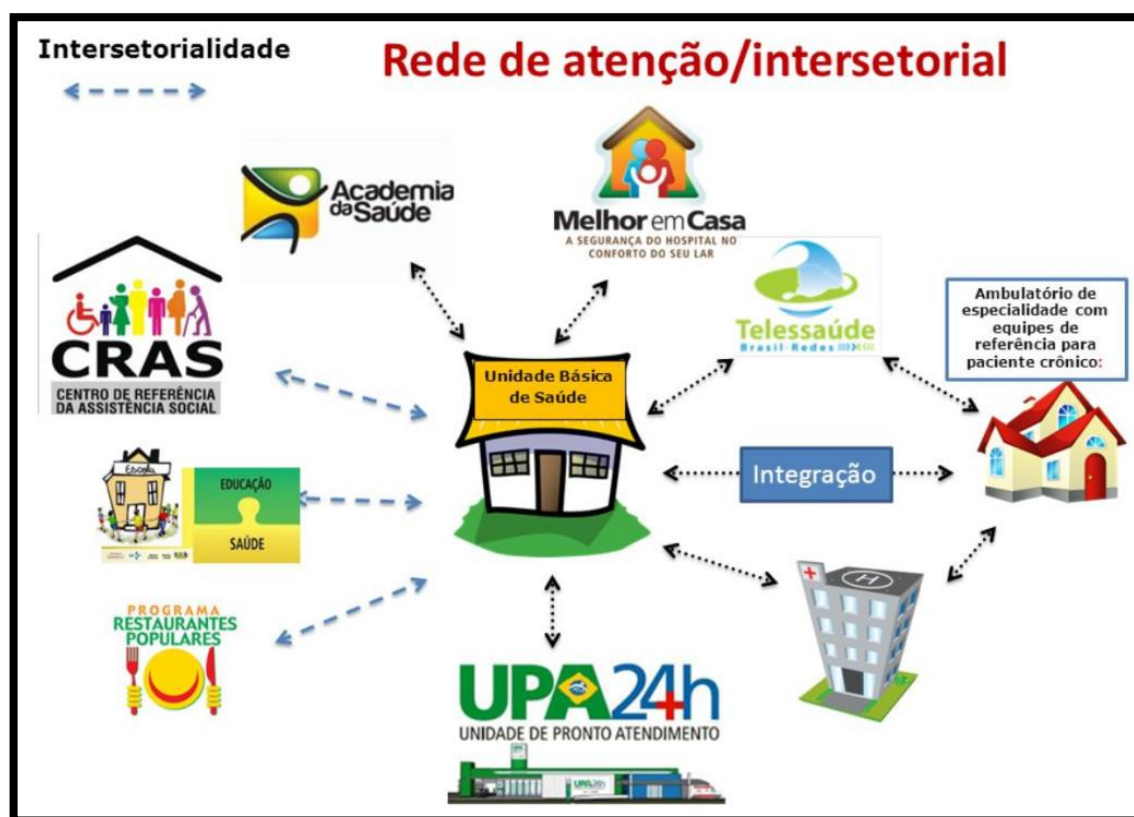 Intersetorialidade
Rede de atenção/intersetorial
Academia
da Saúde
Melhor em Casa
A SEGURANÇA DO HOSPITAL NO
CONFORTO DO SEU LAR
CRAS
CENTRO DE REFERÊNCIA
DA ASSISTÊNCIA SOCIAL
Telessaúde
Brasil-Redes
Ambulatório de
especialidade com
equipes de
referência para
paciente crônico:
Unidade Básica
de Saúde
Escola
EDUCAÇÃO
SAÚDE
Integração
H
PROGRAMA
RESTAURANTES
POPULARES
UPA24h
UNIDADE DE PRONTO ATENDIMENTO
UPA24h